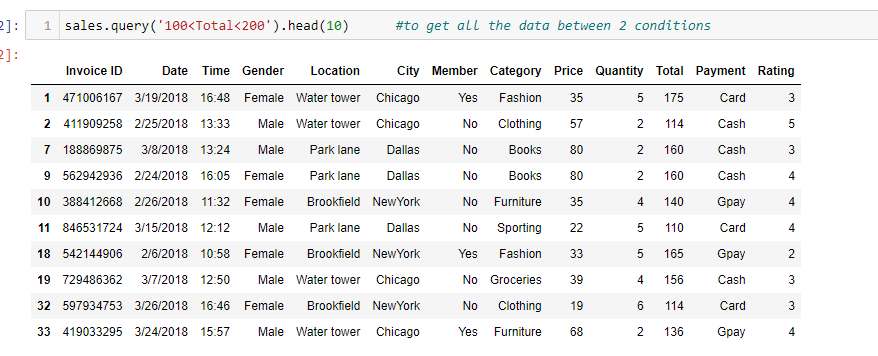 2]: 1 sales.query('100<Total<200').head(10) #to get all the data between 2 conditions
2]:
Invoice ID Date Time Gender Location City Member Category Price Quantity Total Payment Rating
1 471006167 3/19/2018 16:48 Female Water tower Chicago Yes Fashion 35 5 175 Card 3
2 411909258 2/25/2018 13:33 Male Water tower Chicago No Clothing 57 2 114 Cash 5
7 188869875 3/8/2018 13:24 Male Park lane Dallas No Books 80 2 160 Cash 3
9 562942936 2/24/2018 16:05 Female Park lane Dallas No Books 80 2 160 Cash 4
10 388412668 2/26/2018 11:32 Female Brookfield NewYork No Furniture 35 4 140 Gpay 4
11 846531724 3/15/2018 12:12 Male Park lane Dallas No Sporting 22 5 110 Card 4
18 542144906 2/6/2018 10:58 Female Brookfield NewYork Yes Fashion 33 5 165 Gpay 2
19 729486362 3/7/2018 12:50 Male Water tower Chicago No Groceries 39 4 156 Cash 3
32 597934753 3/26/2018 16:46 Female Brookfield NewYork No Clothing 19 6 114 Card 3
33 419033295 3/24/2018 15:57 Male Water tower Chicago Yes Furniture 68 2 136 Gpay 4